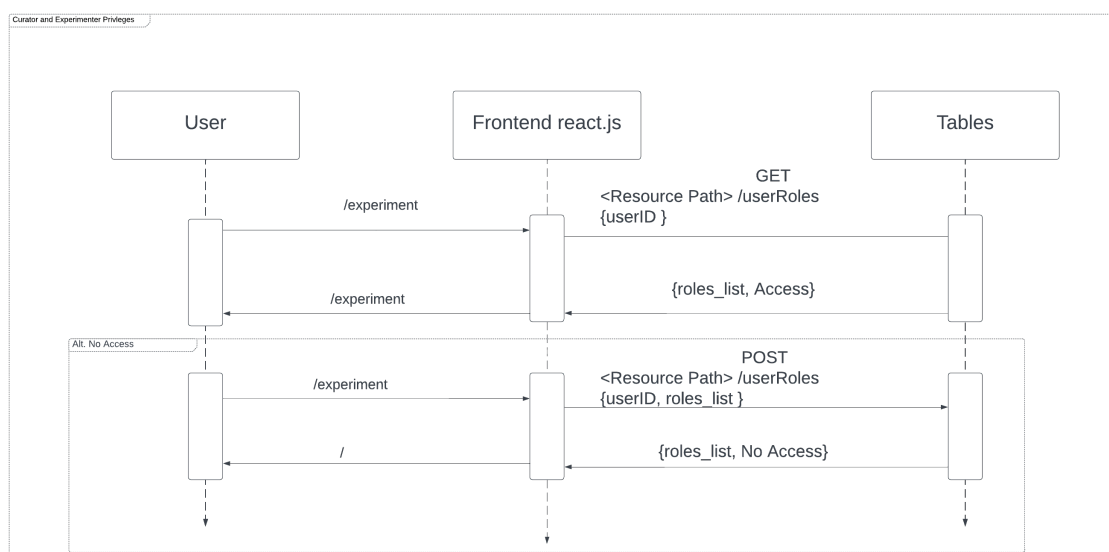 Curator and Experimenter Privleges
User
Frontend react.js
Tables
/experiment
GET
<Resource Path> /userRoles
{userID }
/experiment
{roles_list, Access}
Alt. No Access
/experiment
POST
<Resource Path> /userRoles
{userID, roles_list }
/
{roles_list, No Access}